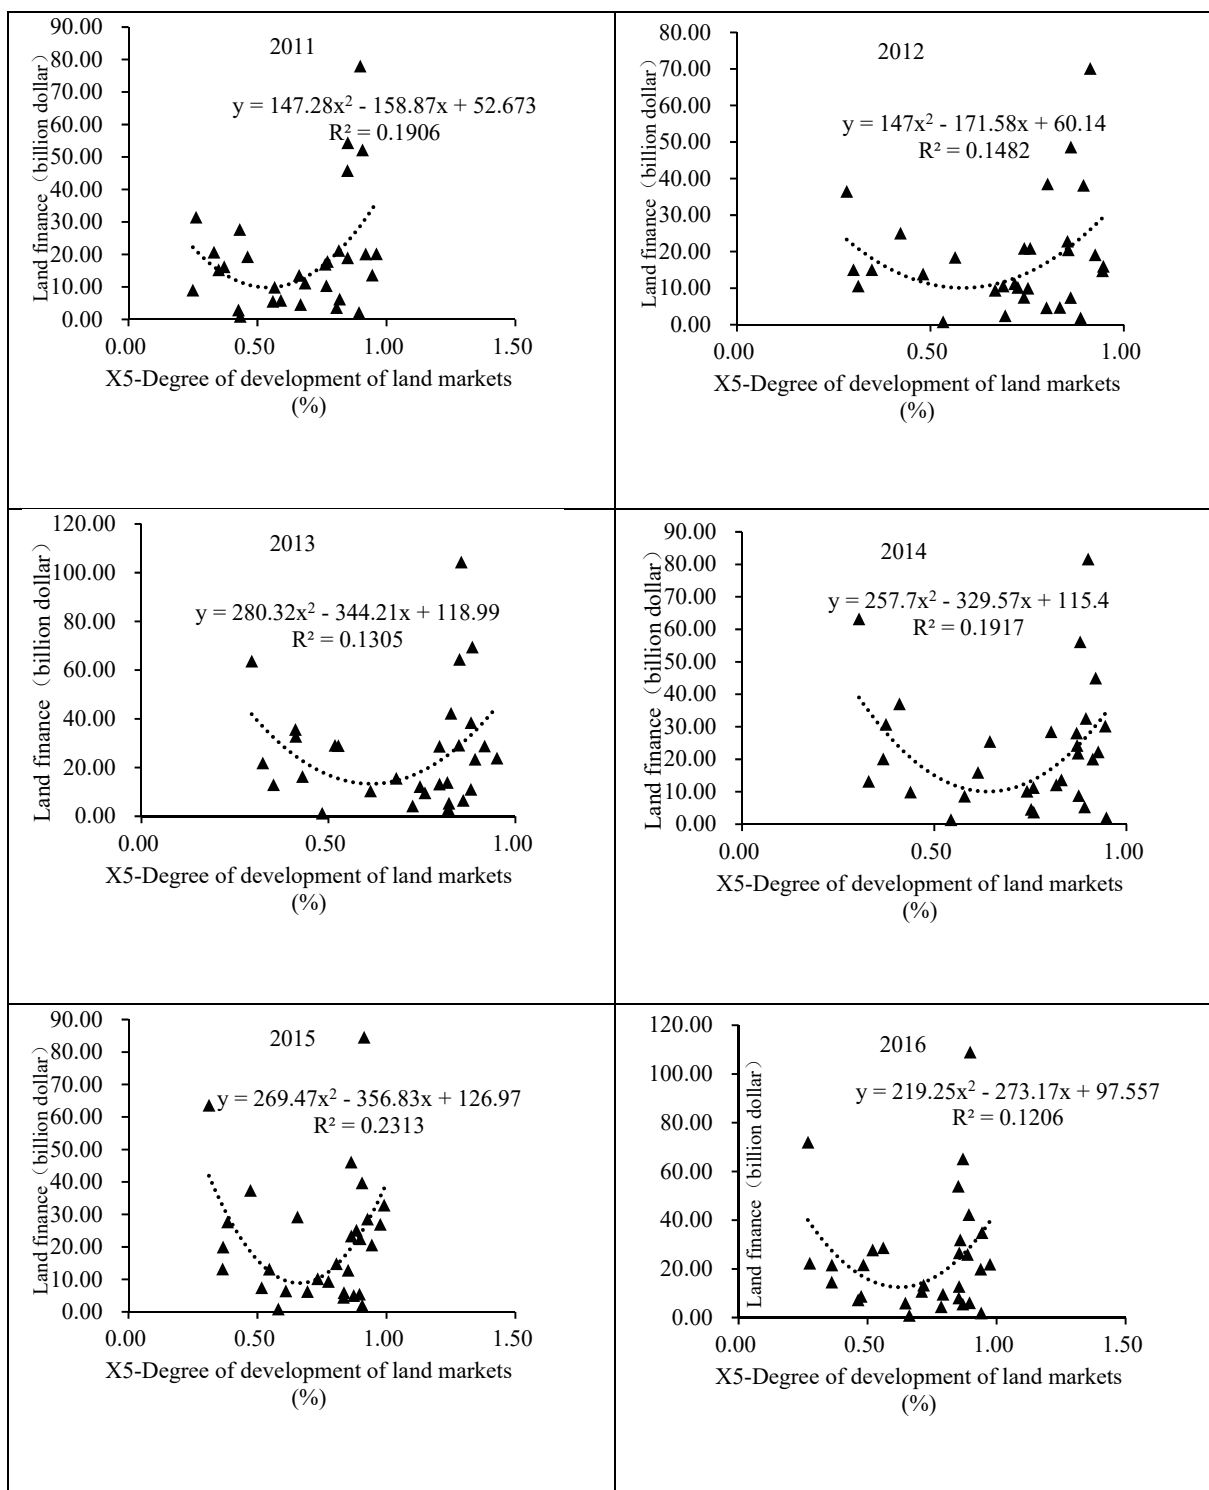 2011
y = 147.28x² - 158.87x + 52.673
R² = 0.1906
Land finance（billion dollar）
90.00
80.00
70.00
60.00
50.00
40.00
30.00
20.00
10.00
0.00
0.00 0.50 1.00 1.50
X5-Degree of development of land markets
(%)
2012
y = 147x² - 171.58x + 60.14
R² = 0.1482
Land finance（billion dollar）
80.00
70.00
60.00
50.00
40.00
30.00
20.00
10.00
0.00
0.00 0.50 1.00
X5-Degree of development of land markets
(%)
2013
y = 280.32x² - 344.21x + 118.99
R² = 0.1305
Land finance（billion dollar）
120.00
100.00
80.00
60.00
40.00
20.00
0.00
0.00 0.50 1.00
X5-Degree of development of land markets
(%)
2014
y = 257.7x² - 329.57x + 115.4
R² = 0.1917
Land finance（billion dollar）
90.00
80.00
70.00
60.00
50.00
40.00
30.00
20.00
10.00
0.00
0.00 0.50 1.00
X5-Degree of development of land markets
(%)
2015
y = 269.47x² - 356.83x + 126.97
R² = 0.2313
Land finance（billion dollar）
90.00
80.00
70.00
60.00
50.00
40.00
30.00
20.00
10.00
0.00
0.00 0.50 1.00 1.50
X5-Degree of development of land markets
(%)
2016
y = 219.25x² - 273.17x + 97.557
R² = 0.1206
Land finance（billion dollar）
120.00
100.00
80.00
60.00
40.00
20.00
0.00
0.00 0.50 1.00 1.50
X5-Degree of development of land markets
(%)